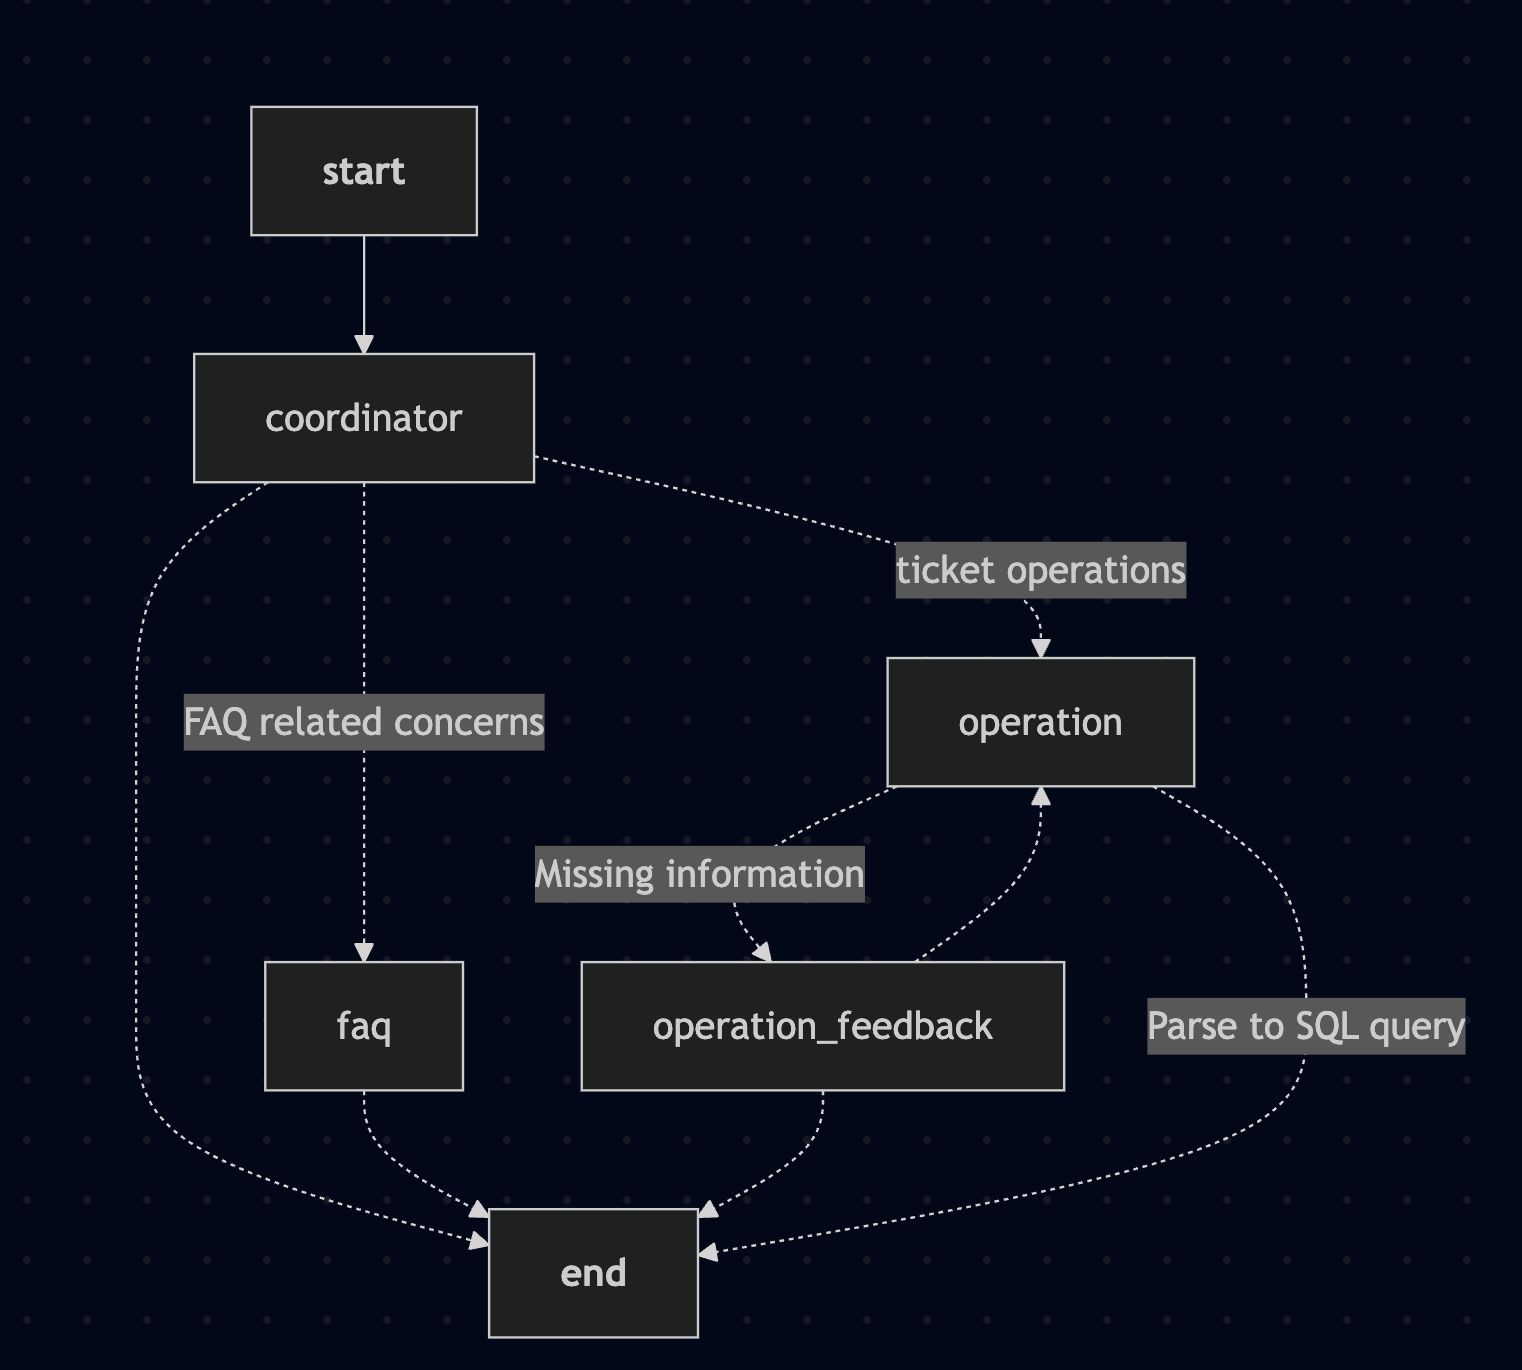 start
coordinator
ticket operations
FAQ related concerns
operation
Missing information
faq
operation_feedback
Parse to SQL query
end